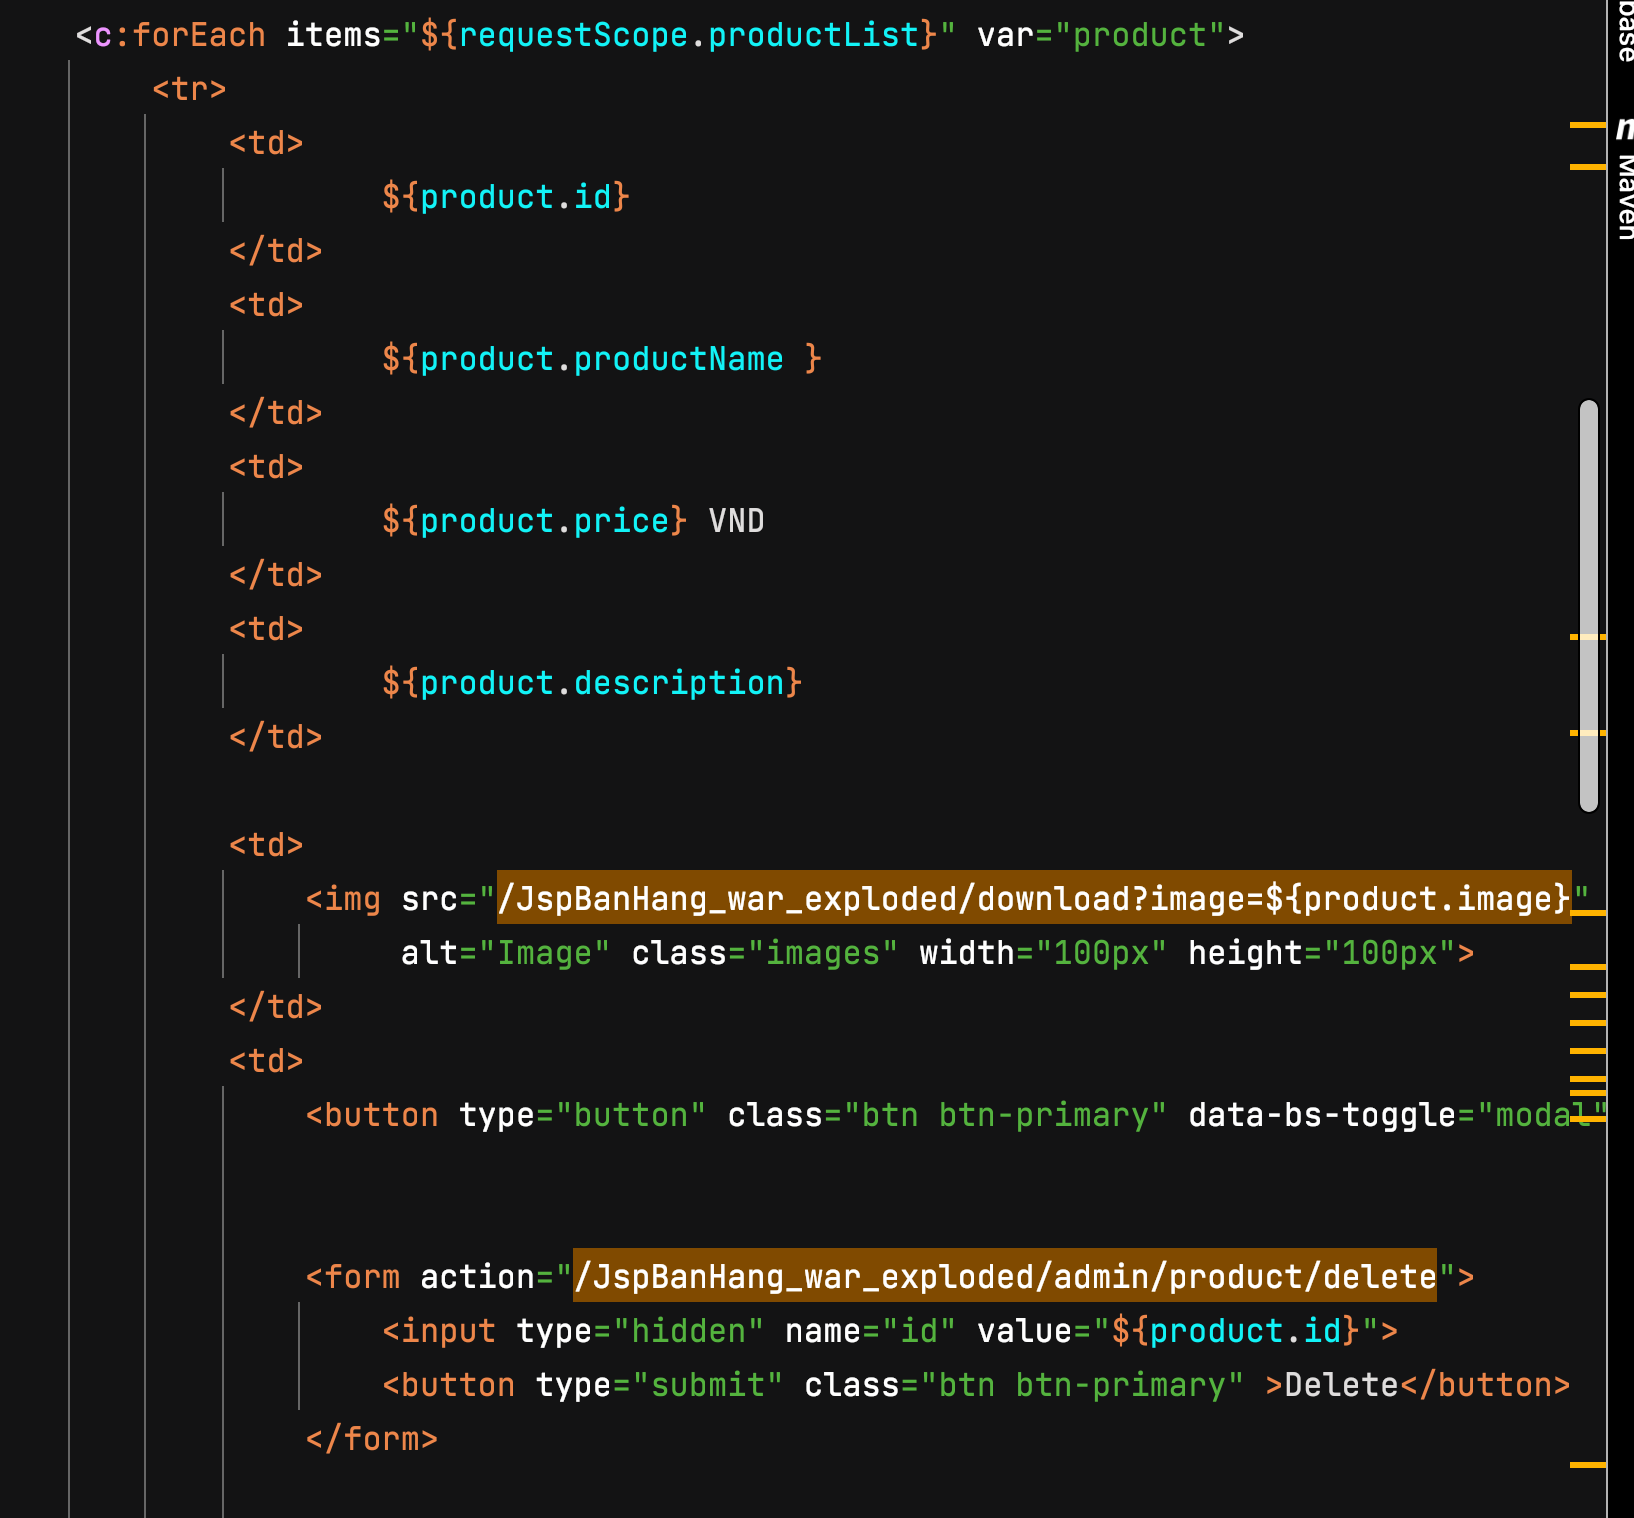 <c:forEach items="${requestScope.productList}" var="product">
<tr>
<td>
${product.id}
</td>
<td>
${product.productName }
</td>
<td>
${product.price} VND
</td>
<td>
${product.description}
</td>
<td>
<img src="/JspBanHang_war_exploded/download?image=${product.image}"
alt="Image" class="images" width="100px" height="100px">
</td>
<td>
<button type="button" class="btn btn-primary" data-bs-toggle="modal"
<form action="/JspBanHang_war_exploded/admin/product/delete">
<input type="hidden" name="id" value="${product.id}">
<button type="submit" class="btn btn-primary" >Delete</button>
</form>
base
m Maven